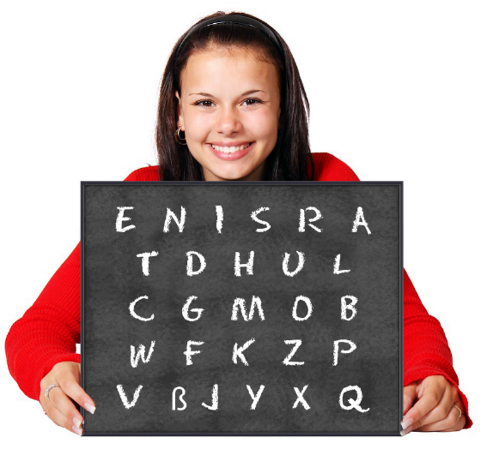 E N I S R A
T D H U L
C G M O B
W F K Z P
V ß J Y X Q